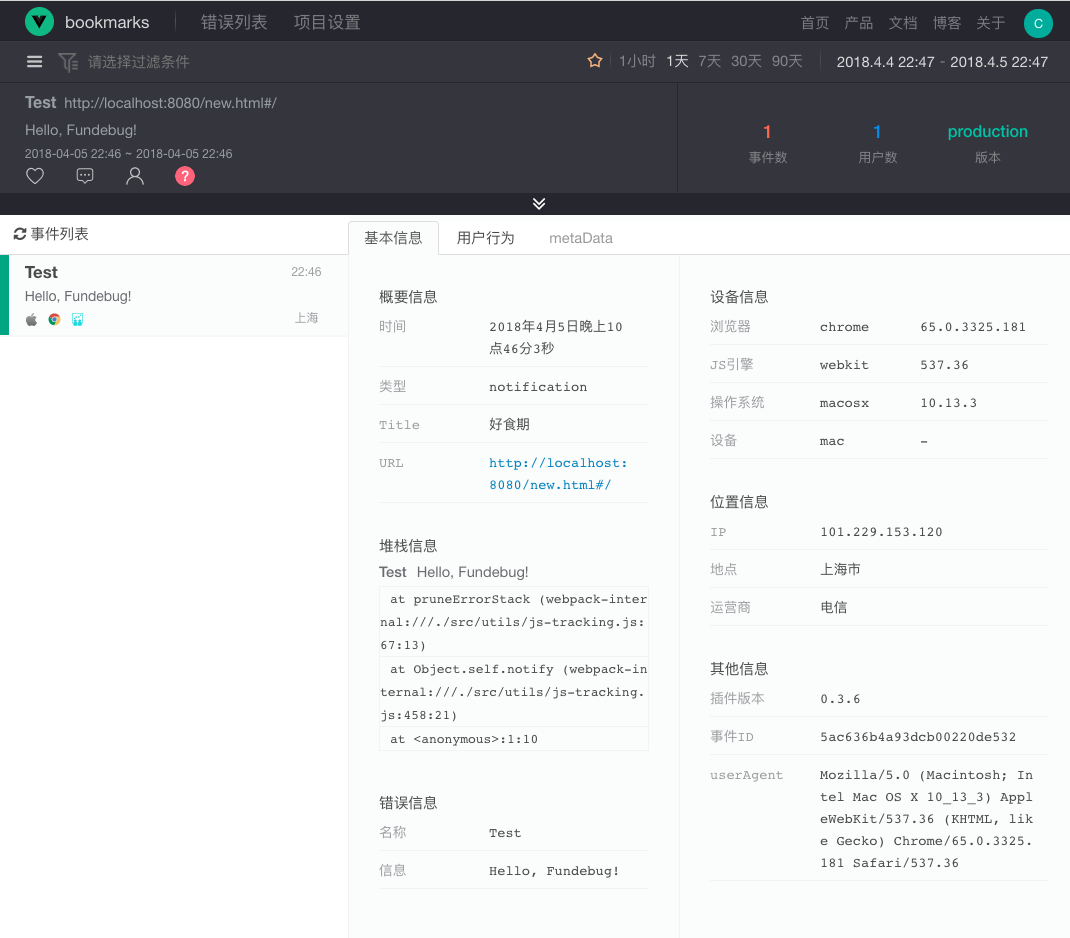 bookmarks 错误列表 项目设置 首页 产品 文档 博客 关于 C
请选择过滤条件 1小时 1天 7天 30天 90天 2018.4.4 22:47 - 2018.4.5 22:47
Test http://localhost:8080/new.html#/
Hello, Fundebug!
2018-04-05 22:46 ~ 2018-04-05 22:46
?
1 1 production
事件数 用户数 版本
事件列表
Test 22:46
Hello, Fundebug!
上海
基本信息 用户行为 metaData
概要信息
时间 2018年4月5日晚上10
点46分3秒
类型 notification
Title 好食期
URL http://localhost:
8080/new.html#/
堆栈信息
Test Hello, Fundebug!
at pruneErrorStack (webpack-inter
nal:///./src/utils/js-tracking.js:
67:13)
at Object.self.notify (webpack-in
ternal:///./src/utils/js-tracking.
js:458:21)
at <anonymous>:1:10
错误信息
名称 Test
信息 Hello, Fundebug!
设备信息
浏览器 chrome 65.0.3325.181
JS引擎 webkit 537.36
操作系统 macosx 10.13.3
设备 mac -
位置信息
IP 101.229.153.120
地点 上海市
运营商 电信
其他信息
插件版本 0.3.6
事件ID 5ac636b4a93dcb00220de532
userAgent Mozilla/5.0 (Macintosh; In
tel Mac OS X 10_13_3) Appl
eWebKit/537.36 (KHTML, lik
e Gecko) Chrome/65.0.3325.
181 Safari/537.36